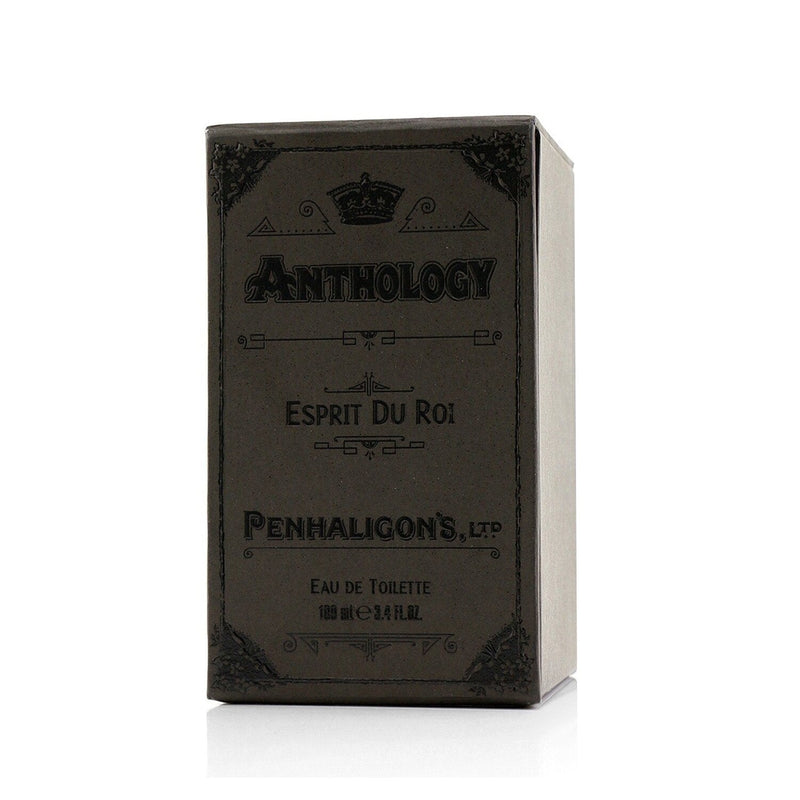 ANTHOLOGY
ESPRIT DU ROI
PENHALIGON'S, LTD
EAU DE TOILETTE
100 ml ℮ 3.4 FL.OZ.